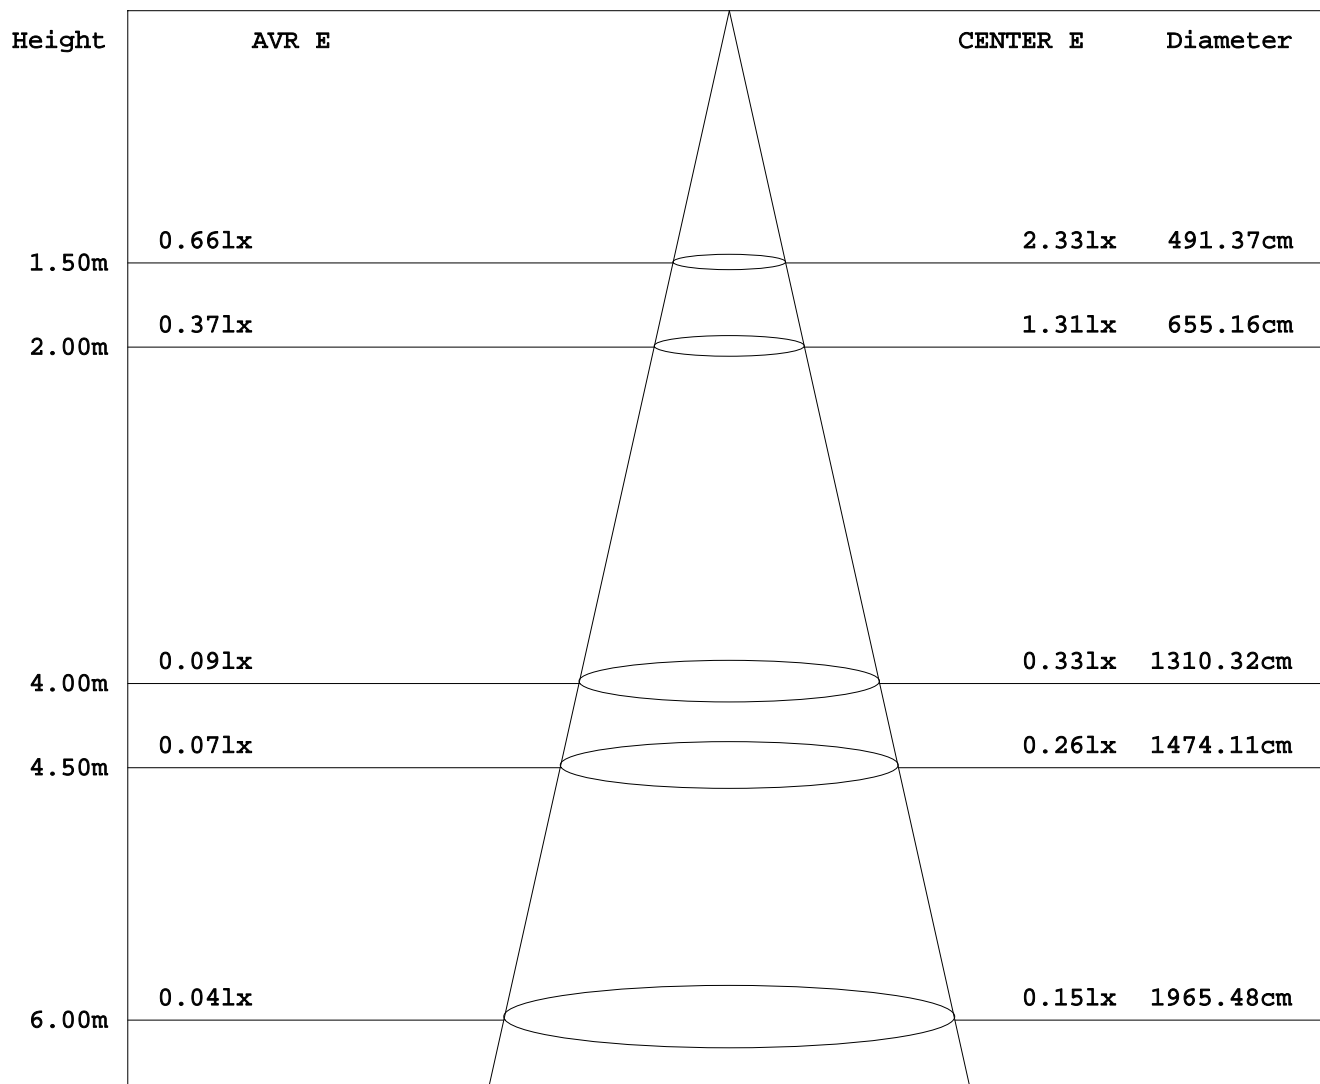 Height AVR E CENTER E Diameter
0.66lx 2.33lx 491.37cm
1.50m
0.37lx 1.31lx 655.16cm
2.00m
0.09lx 0.33lx 1310.32cm
4.00m
0.07lx 0.26lx 1474.11cm
4.50m
0.04lx 0.15lx 1965.48cm
6.00m